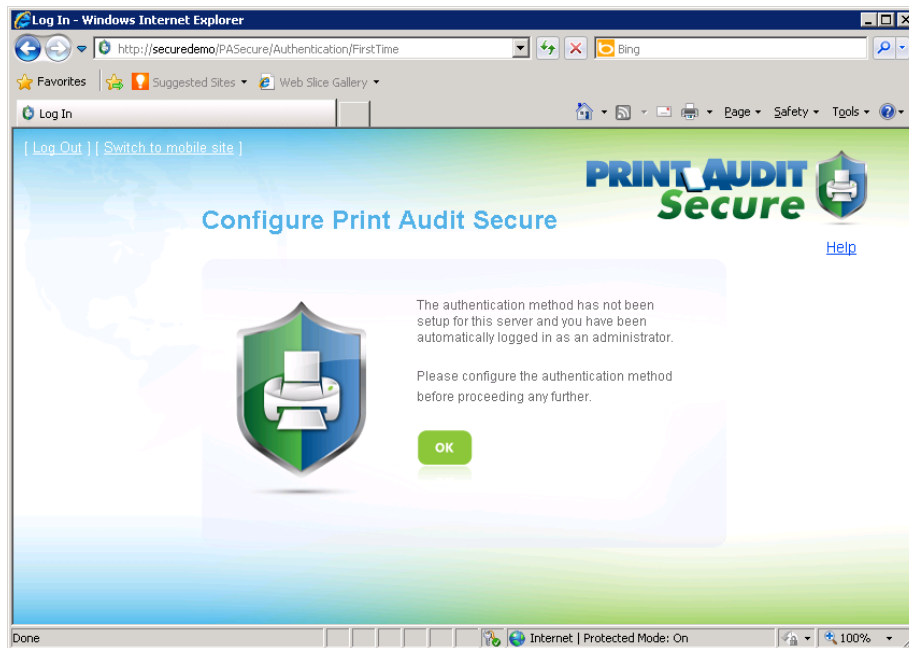 Log In - Windows Internet Explorer
http://securedemo/PASecure/Authentication/FirstTime
Bing
Favorites
Suggested Sites
Web Slice Gallery
Log In
Page
Safety
Tools
[ Log Out ] [ Switch to mobile site ]
PRINT AUDIT
Secure
Configure Print Audit Secure
Help
The authentication method has not been
setup for this server and you have been
automatically logged in as an administrator.
Please configure the authentication method
before proceeding any further.
OK
Done
Internet | Protected Mode: On
100%